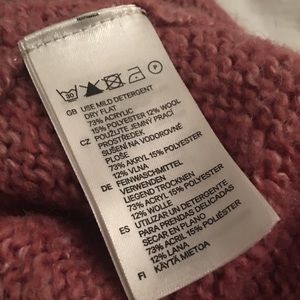 30
GB USE MILD DETERGENT
DRY FLAT
73% ACRYLIC
15% POLYESTER 12% WOOL
CZ POUŽIJTE JEMNÝ PRACÍ
PROSTŘEDEK
SUŠENÍ NA VODOROVNÉ
PLOŠE
73% AKRYL 15% POLYESTER
12% VLNA
DE FEINWASCHMITTEL
VERWENDEN
LIEGEND TROCKNEN
73% ACRYL 15% POLYESTER
12% WOLLE
ES UTILIZAR UN DETERGENTE
PARA PRENDAS DELICADAS
SECAR EN PLANO
73% ACRIL 15% POLIÉSTER
12% LANA
FI KÄYTÄ MIETOA